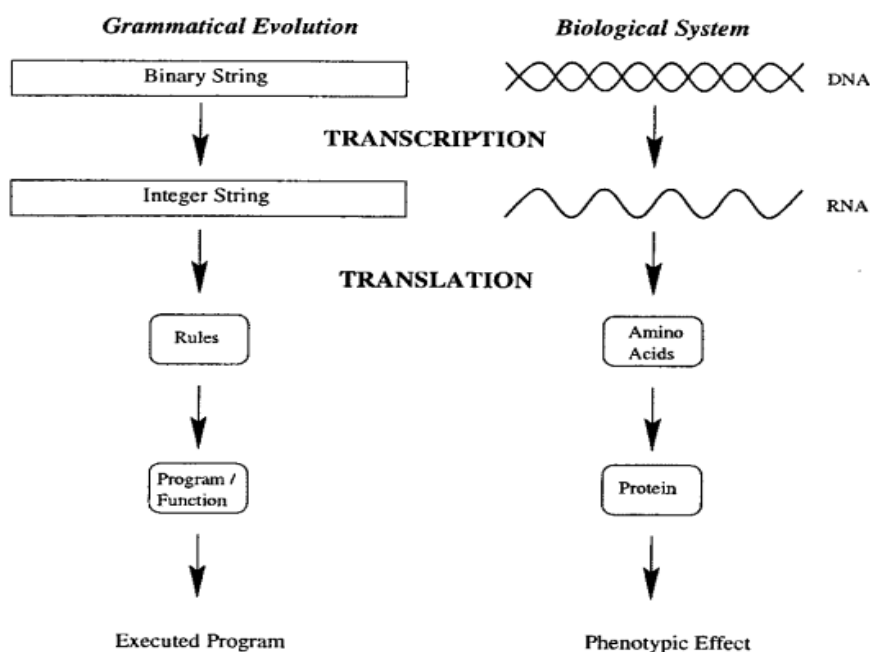 Grammatical Evolution
Biological System
Binary String
DNA
TRANSCRIPTION
Integer String
RNA
TRANSLATION
Rules
Amino
Acids
Program /
Function
Protein
Executed Program
Phenotypic Effect